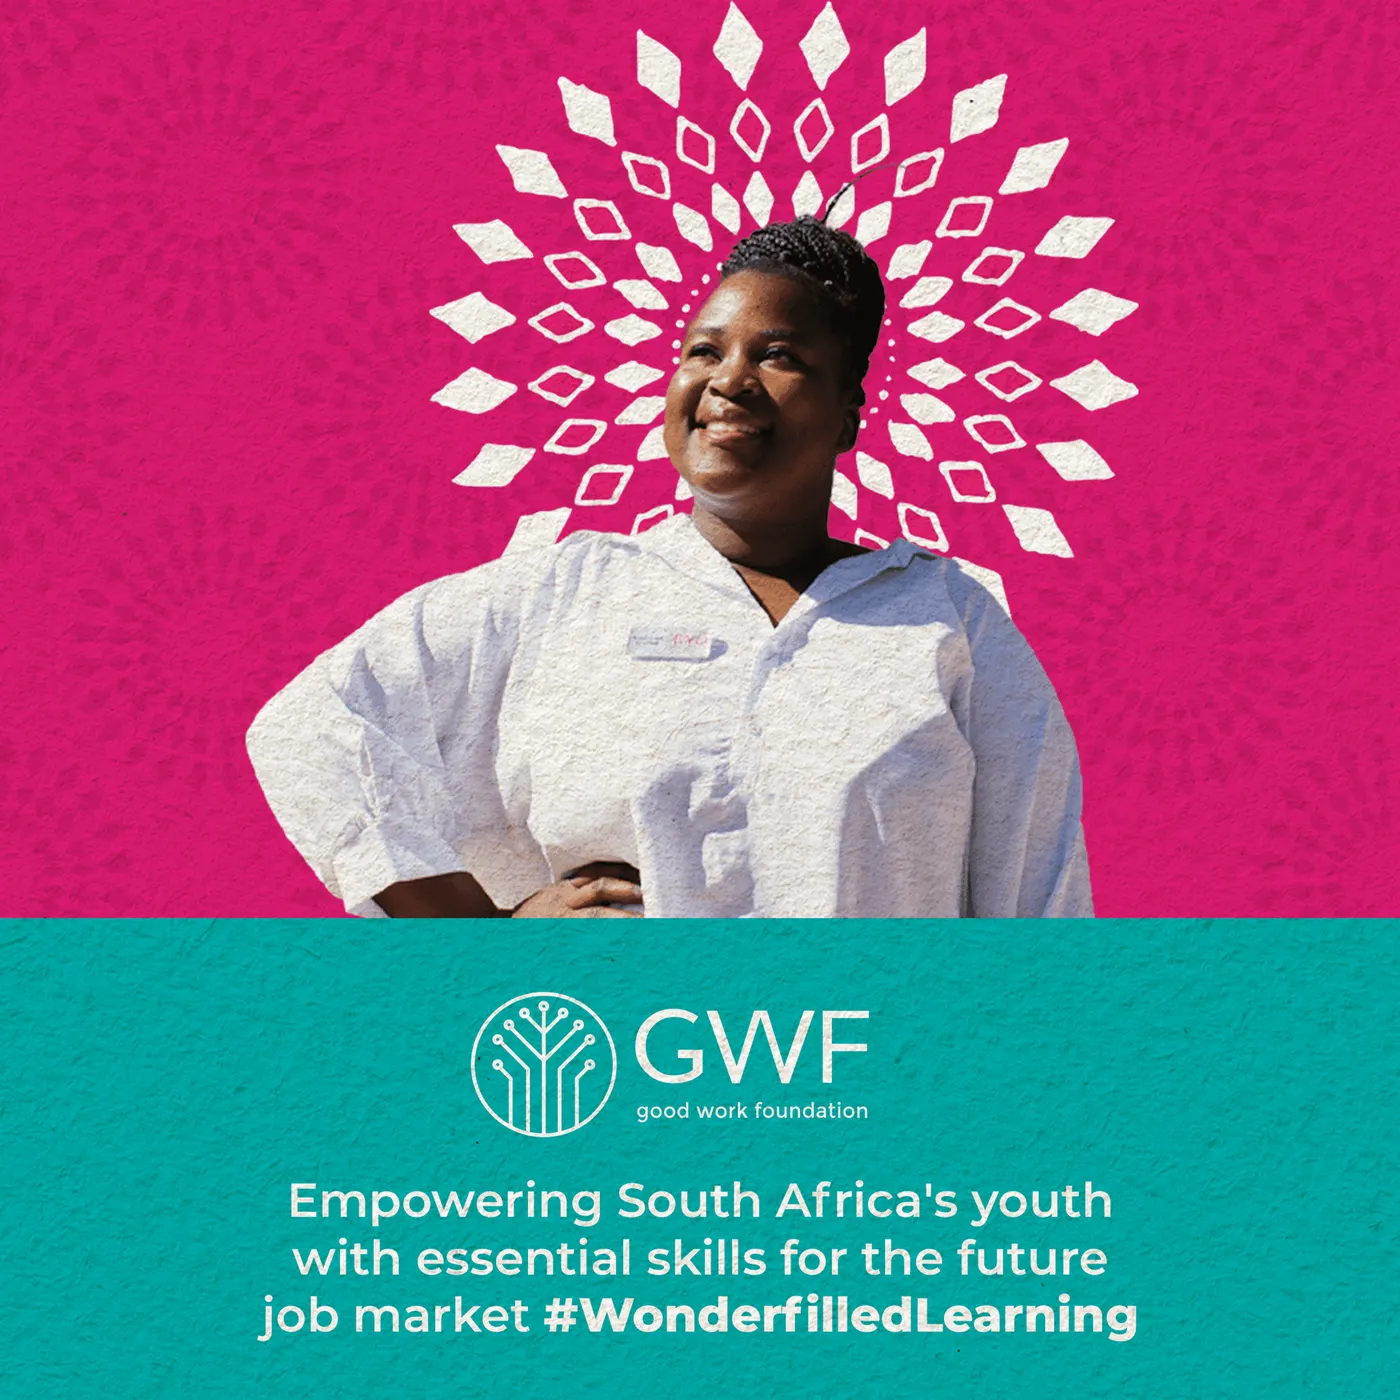 GWF
good work foundation
Empowering South Africa's youth
with essential skills for the future
job market #WonderfilledLearning